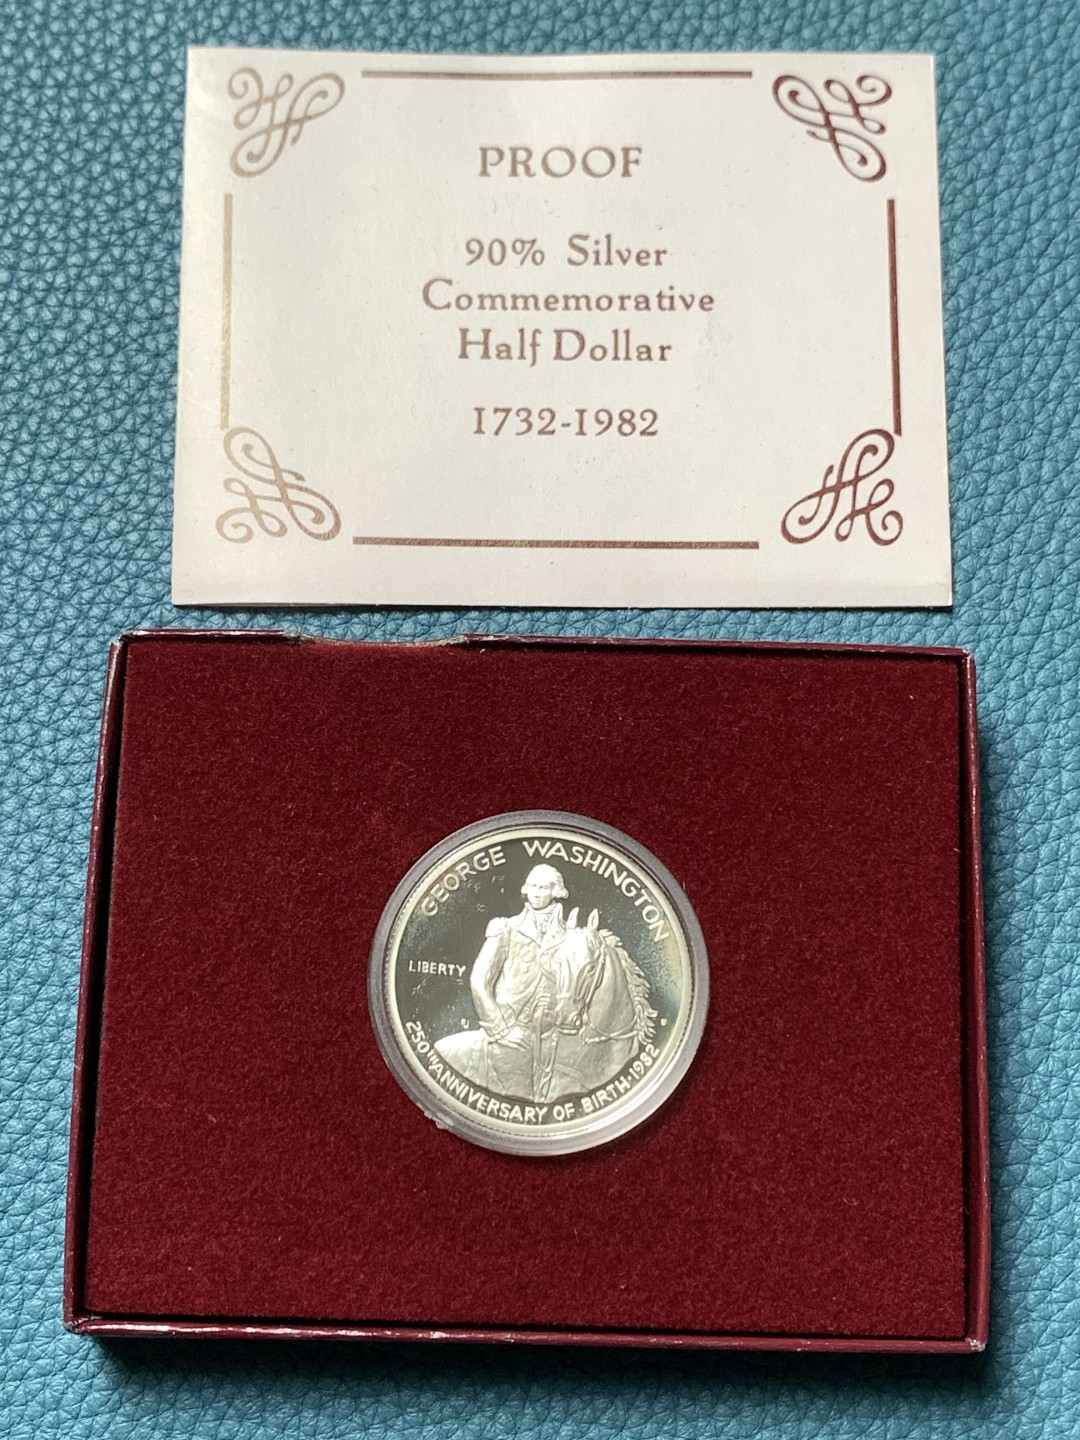 PROOF
90% Silver
Commemorative
Half Dollar
1732-1982
GEORGE WASHINGTON
LIBERTY
250TH ANNIVERSARY OF BIRTH·1982